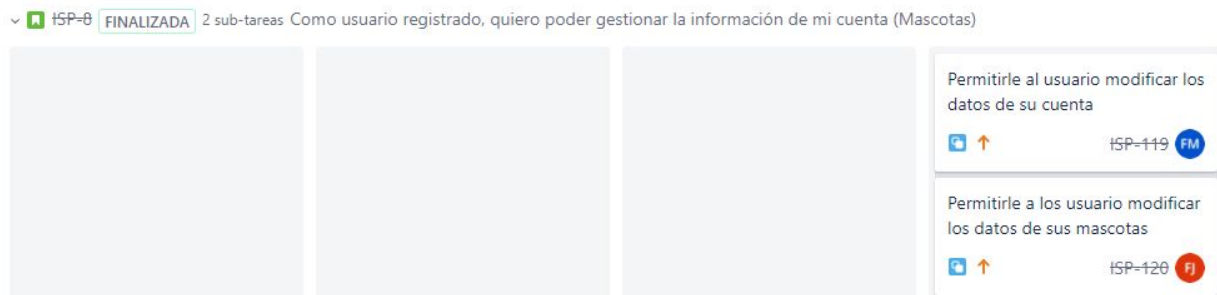 ISP-8 FINALIZADA 2 sub-tareas Como usuario registrado, quiero poder gestionar la información de mi cuenta (Mascotas)
Permitirle al usuario modificar los
datos de su cuenta
ISP-119 FM
Permitirle a los usuario modificar
los datos de sus mascotas
ISP-120 FJ